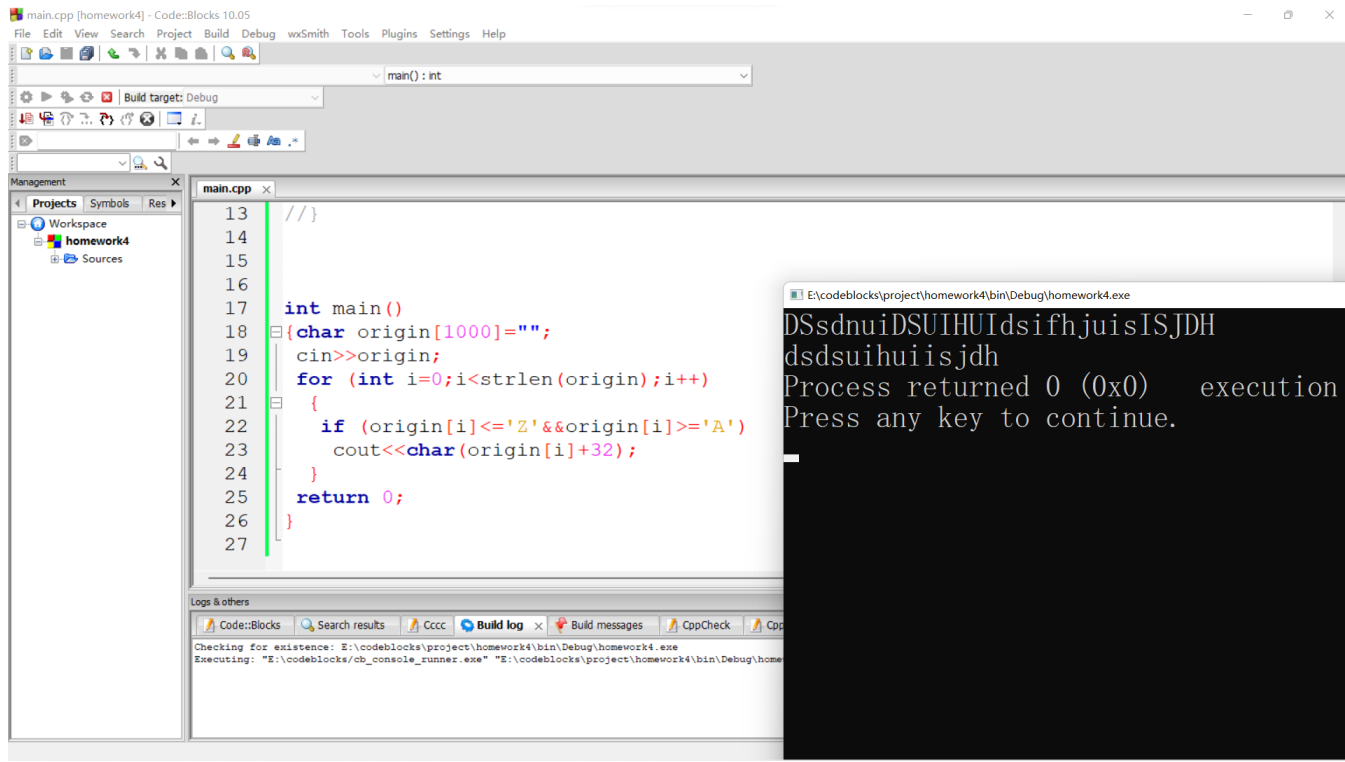 main.cpp [homework4] - Code::Blocks 10.05
File Edit View Search Project Build Debug wxSmith Tools Plugins Settings Help
main() : int
Build target: Debug
Management
main.cpp
Projects Symbols Res
Workspace
homework4
Sources
13 //}
14
15
16
17 int main()
18 {char origin[1000]="";
19 cin>>origin;
20 for (int i=0;i<strlen(origin);i++)
21 {
22 if (origin[i]<='Z'&&origin[i]>='A')
23 cout<<char(origin[i]+32);
24 }
25 return 0;
26 }
27
E:\codeblocks\project\homework4\bin\Debug\homework4.exe
DSsdnuiDSUIHUIdsifhjuisISJDH
dsdsuihuiisjdh
Process returned 0 (0x0) execution
Press any key to continue.
Logs & others
Code::Blocks Search results Cccc Build log Build messages CppCheck Cpp
Checking for existence: E:\codeblocks\project\homework4\bin\Debug\homework4.exe
Executing: "E:\codeblocks/cb_console_runner.exe" "E:\codeblocks\project\homework4\bin\Debug\home